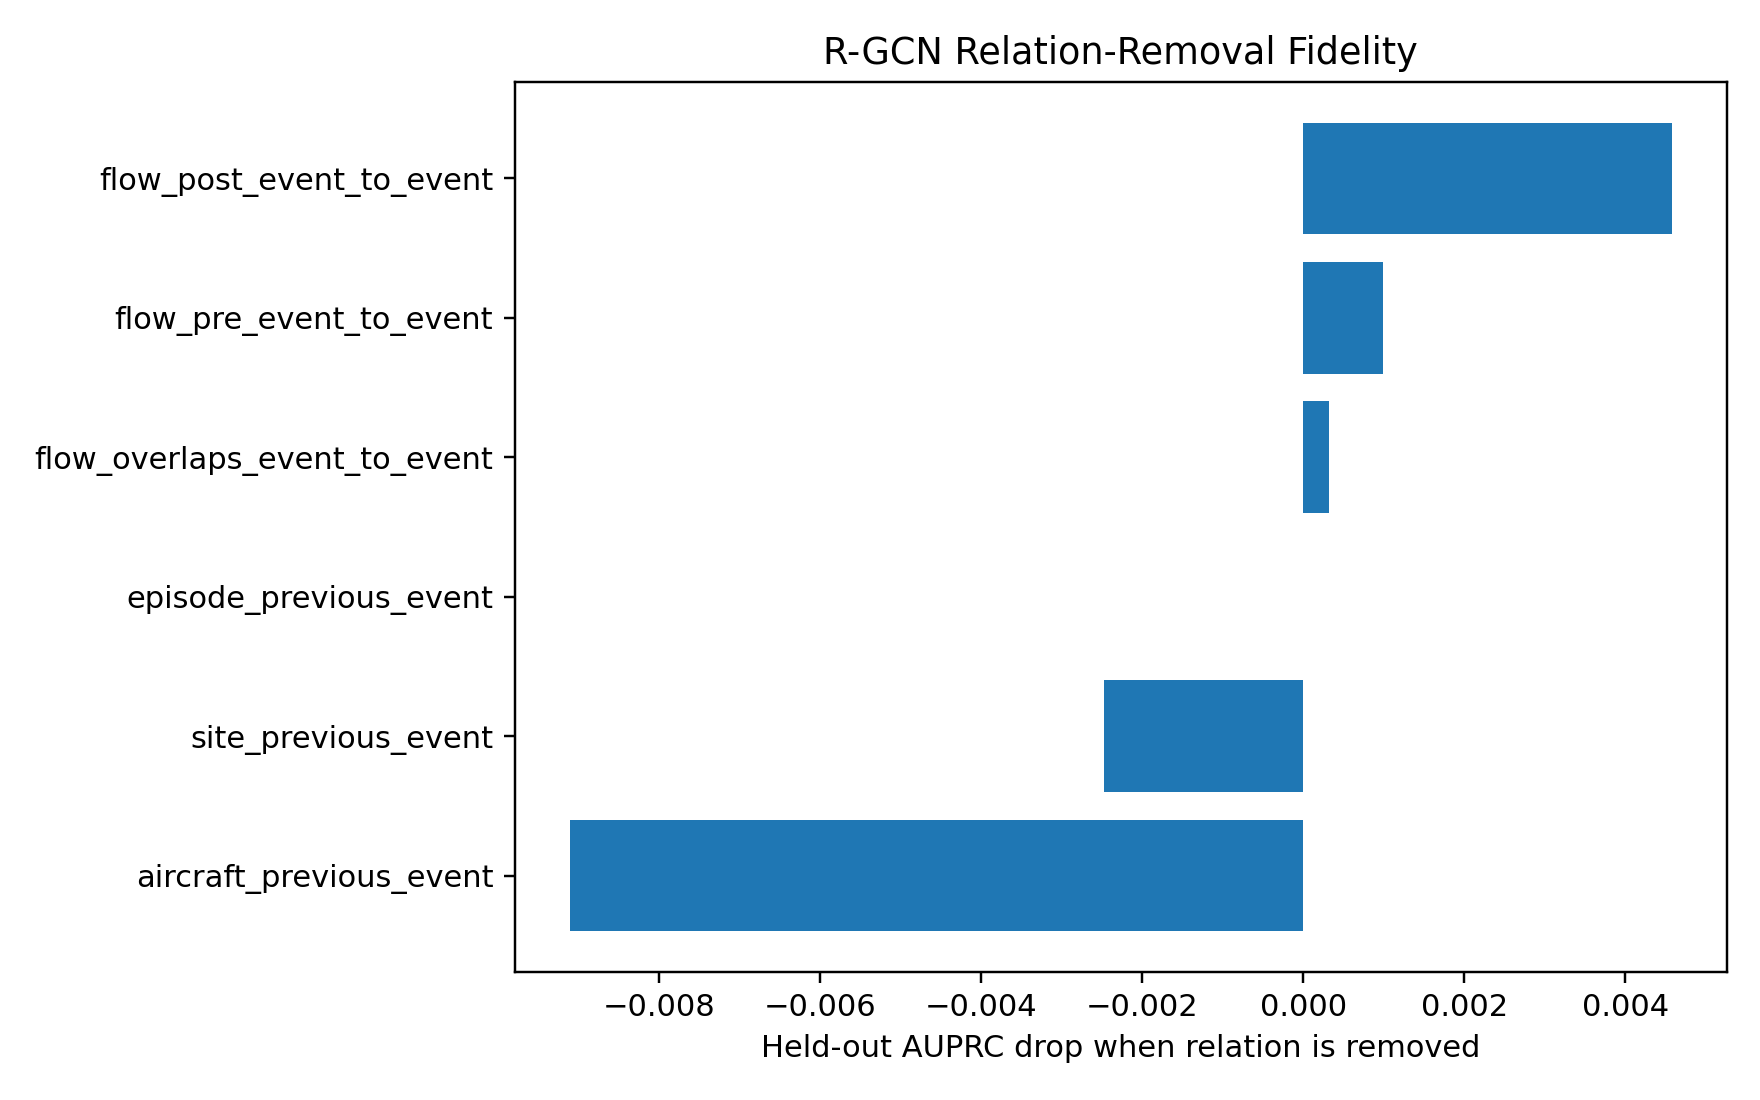 R-GCN Relation-Removal Fidelity
flow_post_event_to_event
flow_pre_event_to_event
flow_overlaps_event_to_event
episode_previous_event
site_previous_event
aircraft_previous_event
−0.008 −0.006 −0.004 −0.002 0.000 0.002 0.004
Held-out AUPRC drop when relation is removed